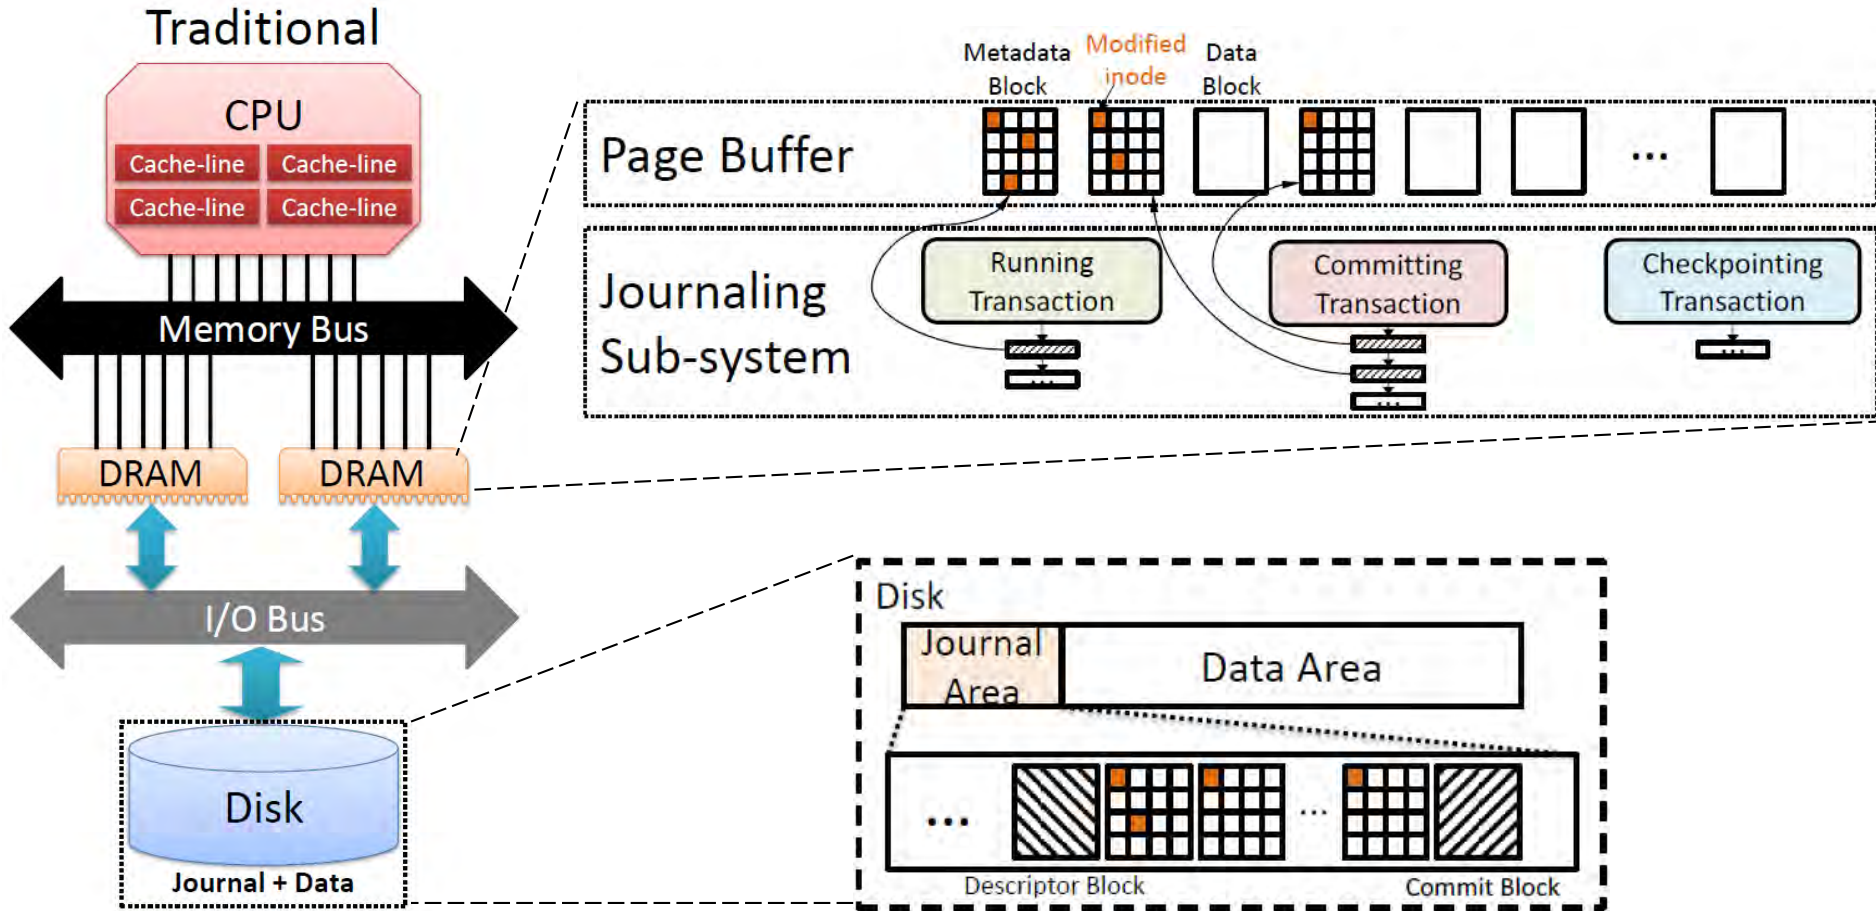 Traditional
CPU
Cache-line Cache-line
Cache-line Cache-line
Memory Bus
DRAM DRAM
I/O Bus
Disk
Journal + Data
Metadata
Block
Modified
inode
Data
Block
Page Buffer
...
Journaling
Sub-system
Running
Transaction
...
Committing
Transaction
...
Checkpointing
Transaction
...
Disk
Journal
Area
Data Area
... ...
Descriptor Block
Commit Block